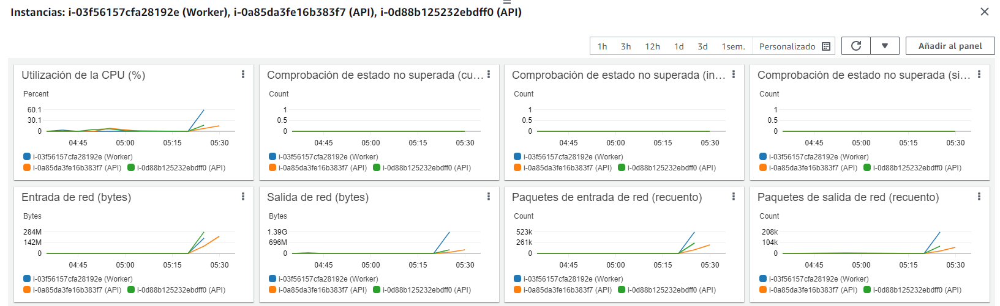 Instancias: i-03f56157cfa28192e (Worker), i-0a85da3fe16b383f7 (API), i-0d88b125232ebdff0 (API)
1h 3h 12h 1d 3d 1sem. Personalizado Añadir al panel
Utilización de la CPU (%)
Percent
60.1
30.1
0
04:45 05:00 05:15 05:30
i-03f56157cfa28192e (Worker)
i-0a85da3fe16b383f7 (API) i-0d88b125232ebdff0 (API)
Comprobación de estado no superada (cu...
Count
1
0.5
0
04:45 05:00 05:15 05:30
i-03f56157cfa28192e (Worker)
i-0a85da3fe16b383f7 (API) i-0d88b125232ebdff0 (API)
Comprobación de estado no superada (in...
Count
1
0.5
0
04:45 05:00 05:15 05:30
i-03f56157cfa28192e (Worker)
i-0a85da3fe16b383f7 (API) i-0d88b125232ebdff0 (API)
Comprobación de estado no superada (si...
Count
1
0.5
0
04:45 05:00 05:15 05:30
i-03f56157cfa28192e (Worker)
i-0a85da3fe16b383f7 (API) i-0d88b125232ebdff0 (API)
Entrada de red (bytes)
Bytes
284M
142M
0
04:45 05:00 05:15 05:30
i-03f56157cfa28192e (Worker)
i-0a85da3fe16b383f7 (API) i-0d88b125232ebdff0 (API)
Salida de red (bytes)
Bytes
1.39G
696M
0
04:45 05:00 05:15 05:30
i-03f56157cfa28192e (Worker)
i-0a85da3fe16b383f7 (API) i-0d88b125232ebdff0 (API)
Paquetes de entrada de red (recuento)
Count
523k
261k
0
04:45 05:00 05:15 05:30
i-03f56157cfa28192e (Worker)
i-0a85da3fe16b383f7 (API) i-0d88b125232ebdff0 (API)
Paquetes de salida de red (recuento)
Count
208k
104k
0
04:45 05:00 05:15 05:30
i-03f56157cfa28192e (Worker)
i-0a85da3fe16b383f7 (API) i-0d88b125232ebdff0 (API)